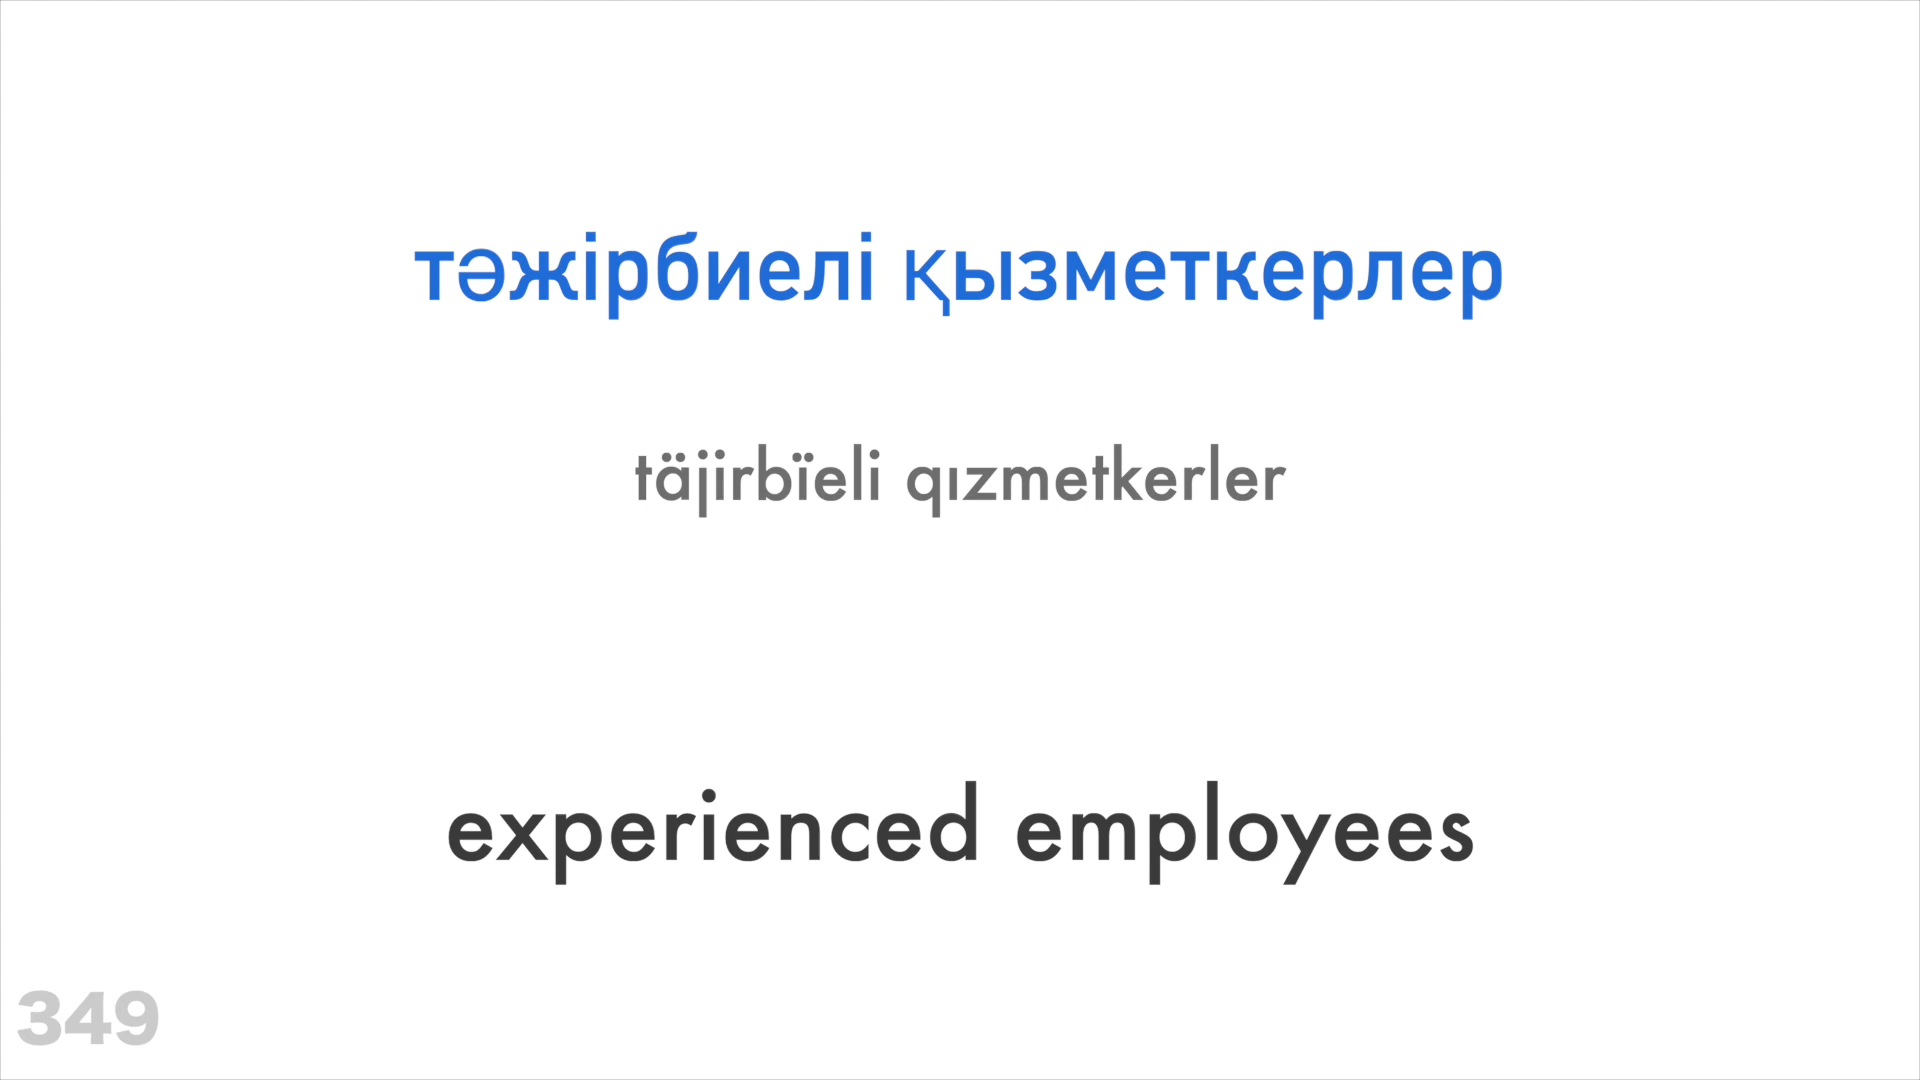 тәжірбиелі қызметкерлер
täjirbïeli qızmetkerler
experienced employees
349